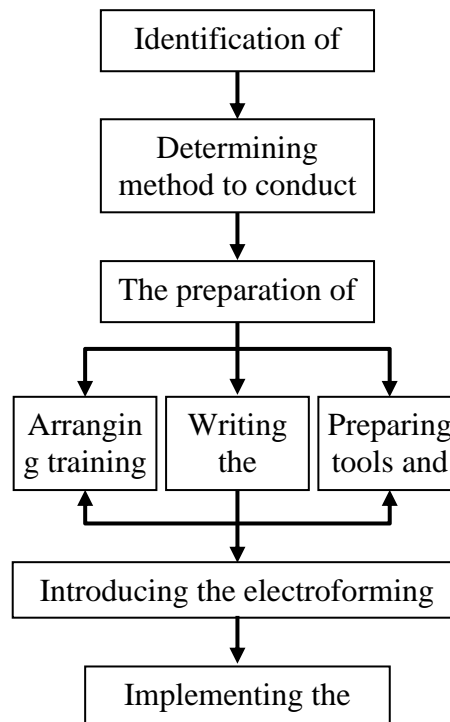 Identification of
Determining
method to conduct
The preparation of
Arrangin
g training
Writing
the
Preparing
tools and
Introducing the electroforming
Implementing the